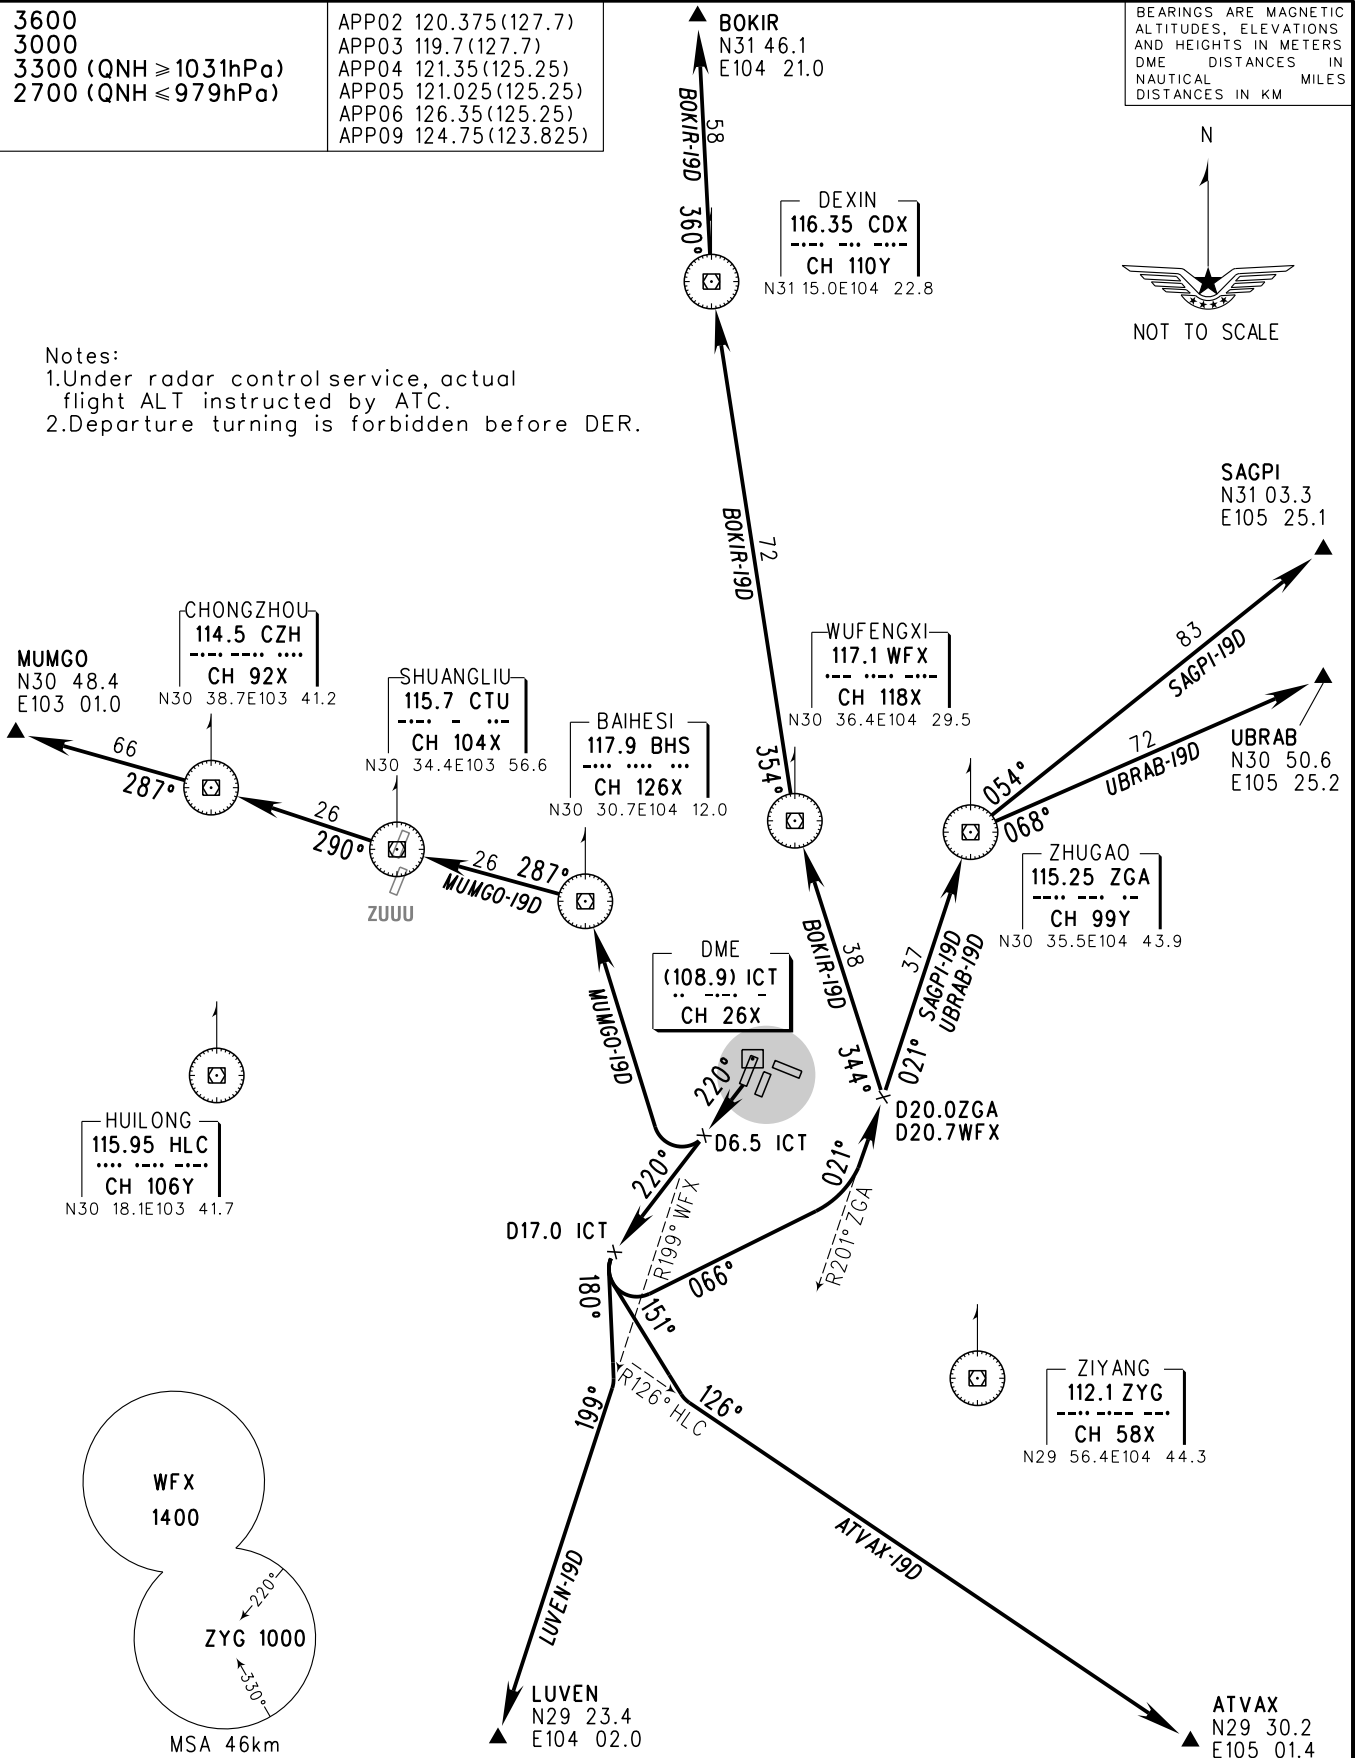 3600
3000
3300 (QNH ≥ 1031hPa)
2700 (QNH ≤ 979hPa)
APP02 120.375(127.7)
APP03 119.7(127.7)
APP04 121.35(125.25)
APP05 121.025(125.25)
APP06 126.35(125.25)
APP09 124.75(123.825)
BOKIR
N31 46.1
E104 21.0
BEARINGS ARE MAGNETIC
ALTITUDES, ELEVATIONS
AND HEIGHTS IN METERS
DME DISTANCES IN
NAUTICAL MILES
DISTANCES IN KM
N
NOT TO SCALE
58
BOKIR-19D
360°
DEXIN
116.35 CDX
CH 110Y
N31 15.0E104 22.8
Notes:
1.Under radar control service, actual
flight ALT instructed by ATC.
2.Departure turning is forbidden before DER.
SAGPI
N31 03.3
E105 25.1
72
BOKIR-19D
354°
CHONGZHOU
114.5 CZH
CH 92X
N30 38.7E103 41.2
MUMGO
N30 48.4
E103 01.0
SHUANGLIU
115.7 CTU
CH 104X
N30 34.4E103 56.6
BAIHESI
117.9 BHS
CH 126X
N30 30.7E104 12.0
WUFENGXI
117.1 WFX
CH 118X
N30 36.4E104 29.5
83
SAGPI-19D
054°
72
UBRAB-19D
068°
UBRAB
N30 50.6
E105 25.2
66
287°
26
290°
26
287°
MUMGO-19D
ZUUU
ZHUGAO
115.25 ZGA
CH 99Y
N30 35.5E104 43.9
MUMGO-19D
DME
(108.9) ICT
CH 26X
38
BOKIR-19D
344°
37
SAGPI-19D
UBRAB-19D
021°
D20.0ZGA
D20.7WFX
220°
D6.5 ICT
220°
HUILONG
115.95 HLC
CH 106Y
N30 18.1E103 41.7
D17.0 ICT
R199° WFX
021°
R201° ZGA
066°
180°
151°
R126° HLC
199°
126°
ZIYANG
112.1 ZYG
CH 58X
N29 56.4E104 44.3
WFX
1400
220°
ZYG 1000
330°
MSA 46km
LUVEN-19D
ATVAX-19D
LUVEN
N29 23.4
E104 02.0
ATVAX
N29 30.2
E105 01.4